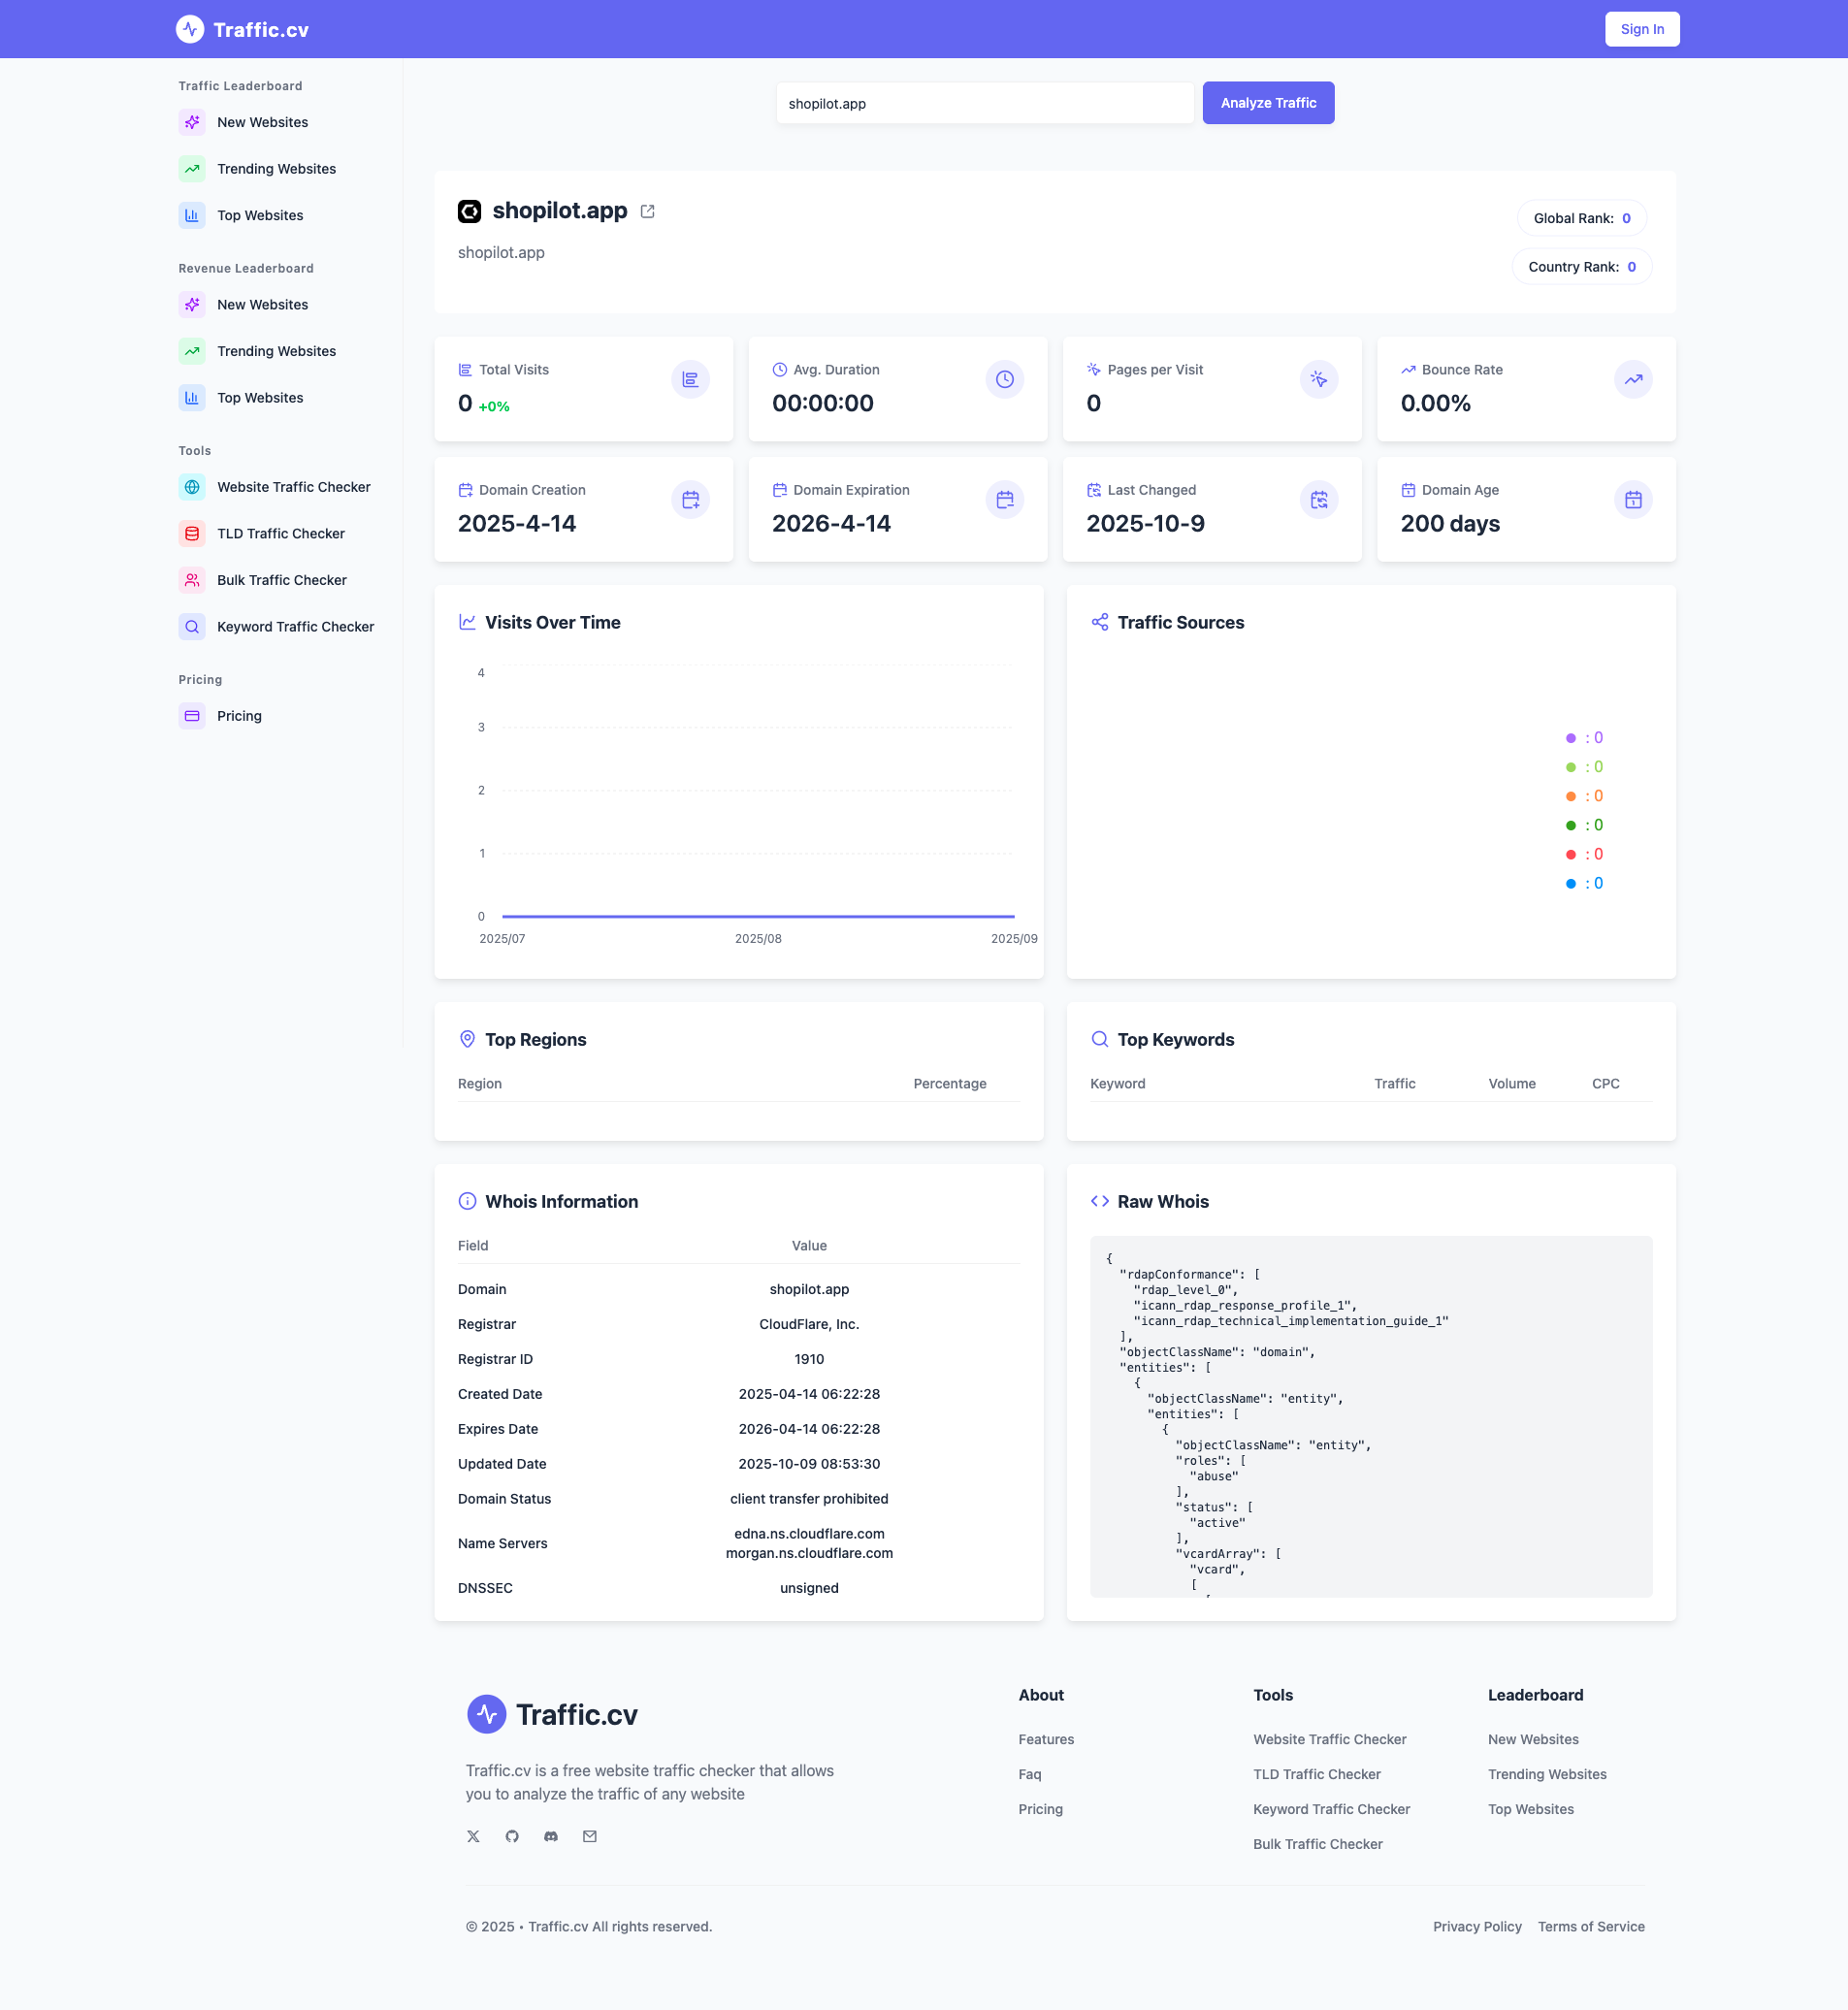 Traffic.cv
Sign In
Traffic Leaderboard
New Websites
Trending Websites
Top Websites
Revenue Leaderboard
New Websites
Trending Websites
Top Websites
Tools
Website Traffic Checker
TLD Traffic Checker
Bulk Traffic Checker
Keyword Traffic Checker
Pricing
Pricing
shopilot.app
Analyze Traffic
shopilot.app
shopilot.app
Global Rank: 0
Country Rank: 0
Total Visits
0 +0%
Avg. Duration
00:00:00
Pages per Visit
0
Bounce Rate
0.00%
Domain Creation
2025-4-14
Domain Expiration
2026-4-14
Last Changed
2025-10-9
Domain Age
200 days
Visits Over Time
4
3
2
1
0
2025/07 2025/08 2025/09
Traffic Sources
: 0
: 0
: 0
: 0
: 0
: 0
Top Regions
Region Percentage
Top Keywords
Keyword Traffic Volume CPC
Whois Information
Field Value
Domain shopilot.app
Registrar CloudFlare, Inc.
Registrar ID 1910
Created Date 2025-04-14 06:22:28
Expires Date 2026-04-14 06:22:28
Updated Date 2025-10-09 08:53:30
Domain Status client transfer prohibited
Name Servers edna.ns.cloudflare.com
morgan.ns.cloudflare.com
DNSSEC unsigned
Raw Whois
{
"rdapConformance": [
"rdap_level_0",
"icann_rdap_response_profile_1",
"icann_rdap_technical_implementation_guide_1"
],
"objectClassName": "domain",
"entities": [
{
"objectClassName": "entity",
"entities": [
{
"objectClassName": "entity",
"roles": [
"abuse"
],
"status": [
"active"
],
"vcardArray": [
"vcard",
[
[
Traffic.cv
Traffic.cv is a free website traffic checker that allows
you to analyze the traffic of any website
About
Features
Faq
Pricing
Tools
Website Traffic Checker
TLD Traffic Checker
Keyword Traffic Checker
Bulk Traffic Checker
Leaderboard
New Websites
Trending Websites
Top Websites
© 2025 • Traffic.cv All rights reserved.
Privacy Policy Terms of Service